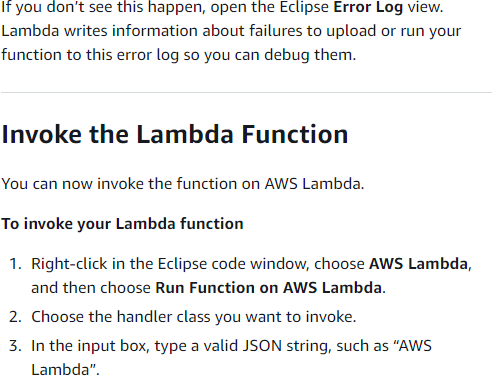 If you don't see this happen, open the Eclipse Error Log view.
Lambda writes information about failures to upload or run your
function to this error log so you can debug them.
Invoke the Lambda Function
You can now invoke the function on AWS Lambda.
To invoke your Lambda function
1. Right-click in the Eclipse code window, choose AWS Lambda,
and then choose Run Function on AWS Lambda.
2. Choose the handler class you want to invoke.
3. In the input box, type a valid JSON string, such as “AWS
Lambda”.